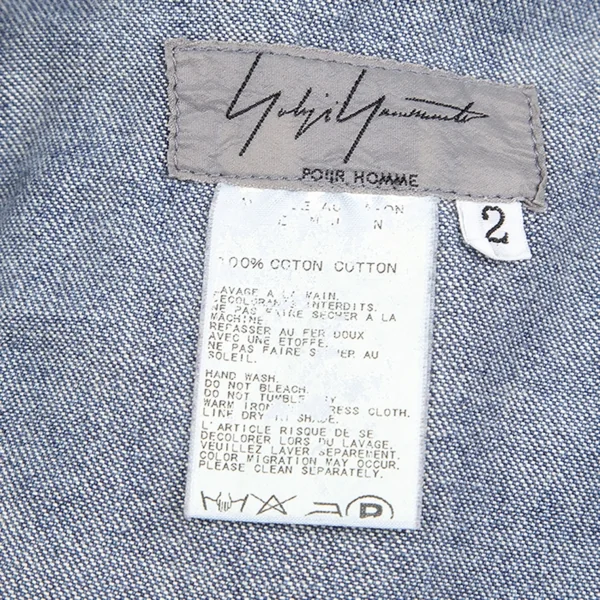 Yohji Yamamoto
POUR HOMME
2
100% COTON COTTON
LAVAGE A LA MAIN.
DECOLORANTS INTERDITS.
NE PAS FAIRE SECHER A LA
MACHINE
REPASSER AU FER DOUX
AVEC UNE ETOFFE.
NE PAS FAIRE SECHER AU
SOLEIL.
HAND WASH.
DO NOT BLEACH.
DO NOT TUMBLE DRY
WARM IRON PRESS CLOTH.
LINE DRY IN SHADE.
L'ARTICLE RISQUE DE SE
DECOLORER LORS DU LAVAGE.
VEUILLEZ LAVER SEPAREMENT.
COLOR MIGRATION MAY OCCUR.
PLEASE CLEAN SEPARATELY.
P